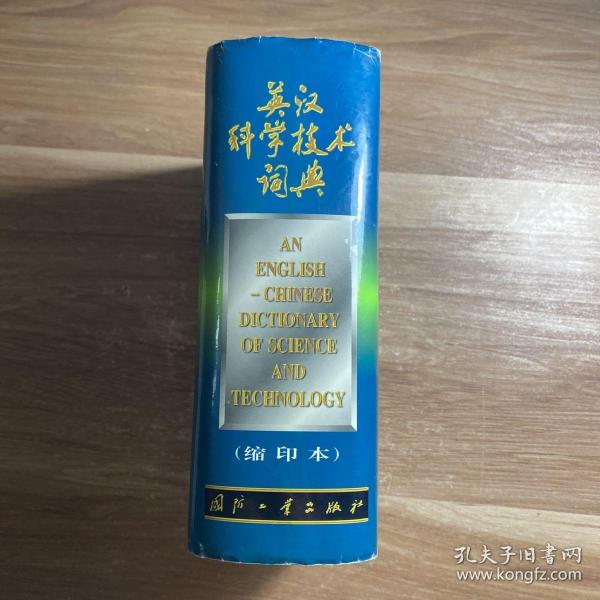 英汉
科学技术
词典
AN
ENGLISH
- CHINESE
DICTIONARY
OF SCIENCE
AND
TECHNOLOGY
(缩印本)
国防工业出版社
孔夫子旧书网
www.kongfz.com